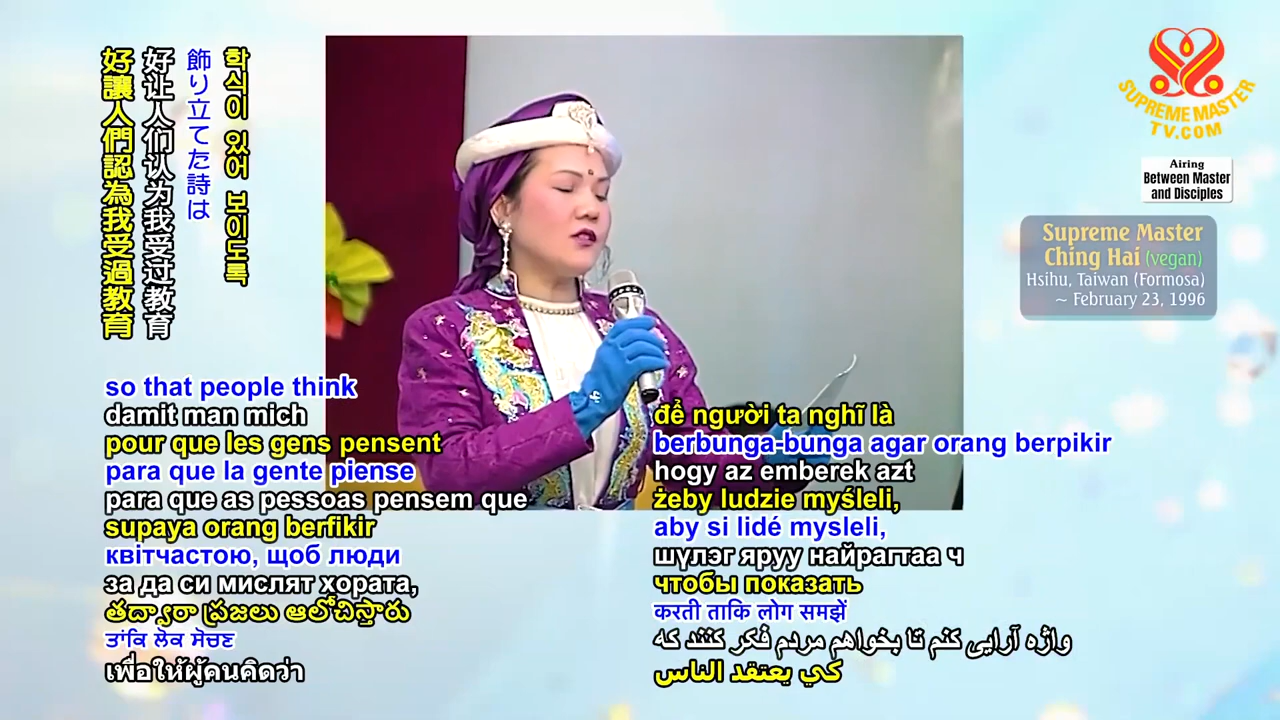 好讓人們認為我受過教育
好让人们认为我受过教育
飾り立てた詩は
학식이 있어 보이도록
SUPREME MASTER
TV.COM
Airing
Between Master
and Disciples
Supreme Master
Ching Hai (vegan)
Hsihu, Taiwan (Formosa)
~ February 23, 1996
so that people think
damit man mich
pour que les gens pensent
para que la gente piense
para que as pessoas pensem que
supaya orang berfikir
квітчастою, щоб люди
за да си мислят хората,
తద్వారా ప్రజలు ఆలోచిస్తారు
ਤਾਂਕਿ ਲੋਕ ਸੋਚਣ
เพื่อให้ผู้คนคิดว่า
để người ta nghĩ là
berbunga-bunga agar orang berpikir
hogy az emberek azt
żeby ludzie myśleli,
aby si lidé mysleli,
шүлэг яруу найрагтаа ч
чтобы показать
करती ताकि लोग समझें
واژه آرایی کنم تا بخواهم مردم فکر کنند که
كي يعتقد الناس